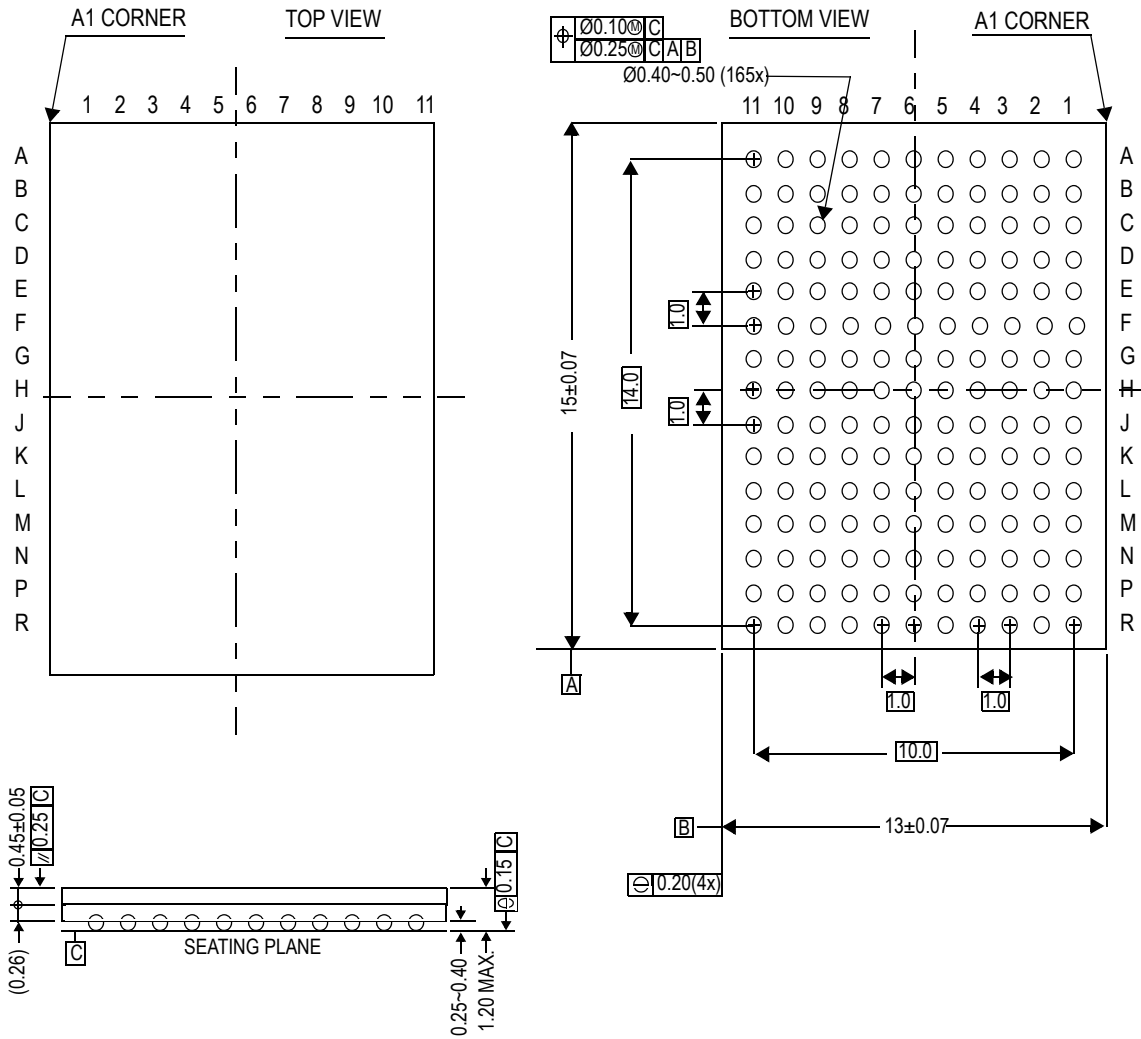 A1 CORNER
TOP VIEW
BOTTOM VIEW
A1 CORNER
Ø0.10Ⓜ C
Ø0.25Ⓜ C A B
Ø0.40~0.50 (165x)
1 2 3 4 5 6 7 8 9 10 11
11 10 9 8 7 6 5 4 3 2 1
A
B
C
D
E
F
G
H
J
K
L
M
N
P
R
A
B
C
D
E
F
G
H
J
K
L
M
N
P
R
15±0.07
14.0
1.0
1.0
A
1.0
1.0
10.0
B
13±0.07
0.20(4x)
0.45±0.05
// 0.25 C
(0.26)
C
SEATING PLANE
0.15 C
0.25~0.40
1.20 MAX.